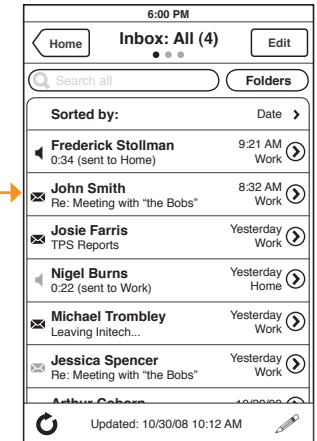 6:00 PM
Home
Inbox: All (4)
Edit
Search all
Folders
Sorted by:
Date
Frederick Stollman
9:21 AM
0:34 (sent to Home)
Work
John Smith
8:32 AM
Re: Meeting with “the Bobs”
Work
Josie Farris
Yesterday
TPS Reports
Work
Nigel Burns
Yesterday
0:22 (sent to Work)
Home
Michael Trombley
Yesterday
Leaving Initech...
Work
Jessica Spencer
Yesterday
Re: Meeting with “the Bobs”
Work
Arthur
Updated: 10/30/08 10:12 AM